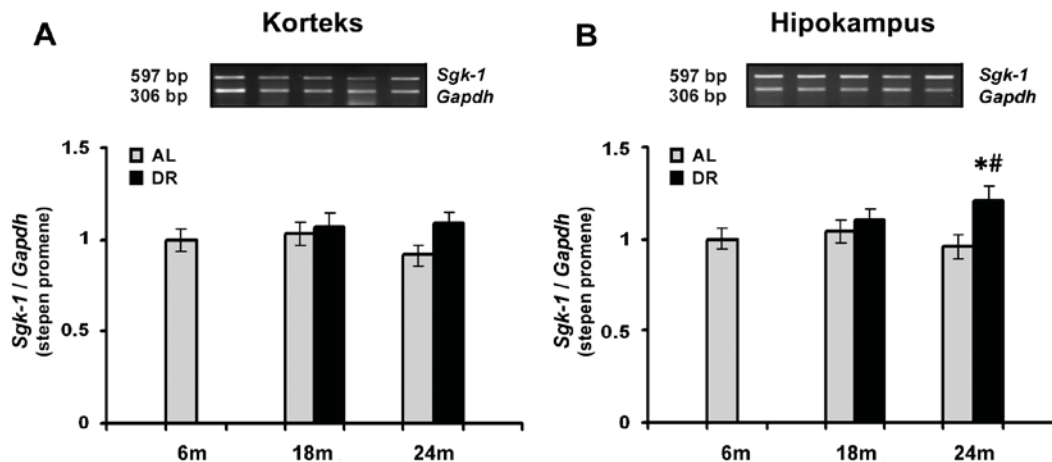 A
Korteks
597 bp
306 bp
Sgk-1
Gapdh
1.5
1
0.5
0
Sgk-1 / Gapdh
(stepen promene)
AL
DR
6m
18m
24m
B
Hipokampus
597 bp
306 bp
Sgk-1
Gapdh
1.5
1
0.5
0
Sgk-1 / Gapdh
(stepen promene)
AL
DR
*#
6m
18m
24m